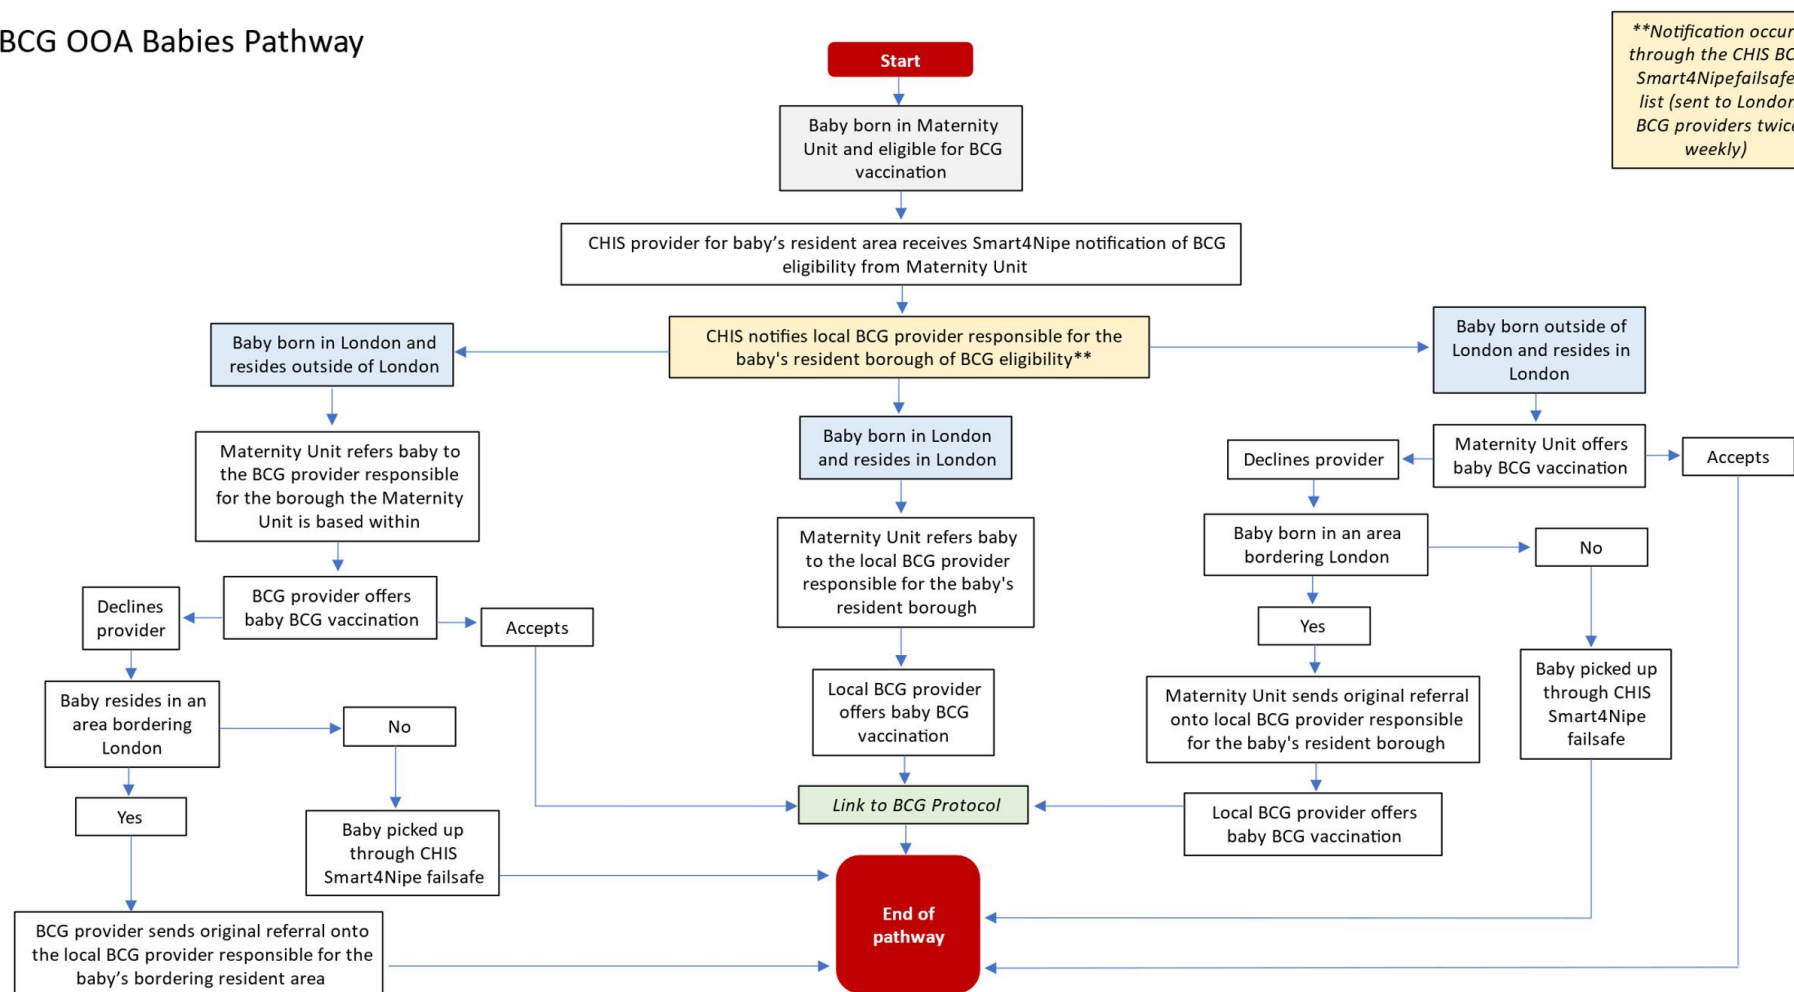 BCG OOA Babies Pathway
Start
**Notification occur
through the CHIS BC
Smart4Nipefailsafe
list (sent to London
BCG providers twice
weekly)
Baby born in Maternity
Unit and eligible for BCG
vaccination
CHIS provider for baby’s resident area receives Smart4Nipe notification of BCG
eligibility from Maternity Unit
CHIS notifies local BCG provider responsible for the
baby's resident borough of BCG eligibility**
Baby born in London and
resides outside of London
Maternity Unit refers baby to
the BCG provider responsible
for the borough the Maternity
Unit is based within
BCG provider offers
baby BCG vaccination
Declines
provider
Accepts
Baby resides in an
area bordering
London
No
Yes
Baby picked up
through CHIS
Smart4Nipe failsafe
BCG provider sends original referral onto
the local BCG provider responsible for the
baby’s bordering resident area
Baby born in London
and resides in London
Maternity Unit refers baby
to the local BCG provider
responsible for the baby's
resident borough
Local BCG provider
offers baby BCG
vaccination
Link to BCG Protocol
End of
pathway
Baby born outside of
London and resides in
London
Maternity Unit offers
baby BCG vaccination
Declines provider
Accepts
Baby born in an area
bordering London
No
Yes
Maternity Unit sends original referral
onto local BCG provider responsible
for the baby's resident borough
Baby picked up
through CHIS
Smart4Nipe
failsafe
Local BCG provider offers
baby BCG vaccination